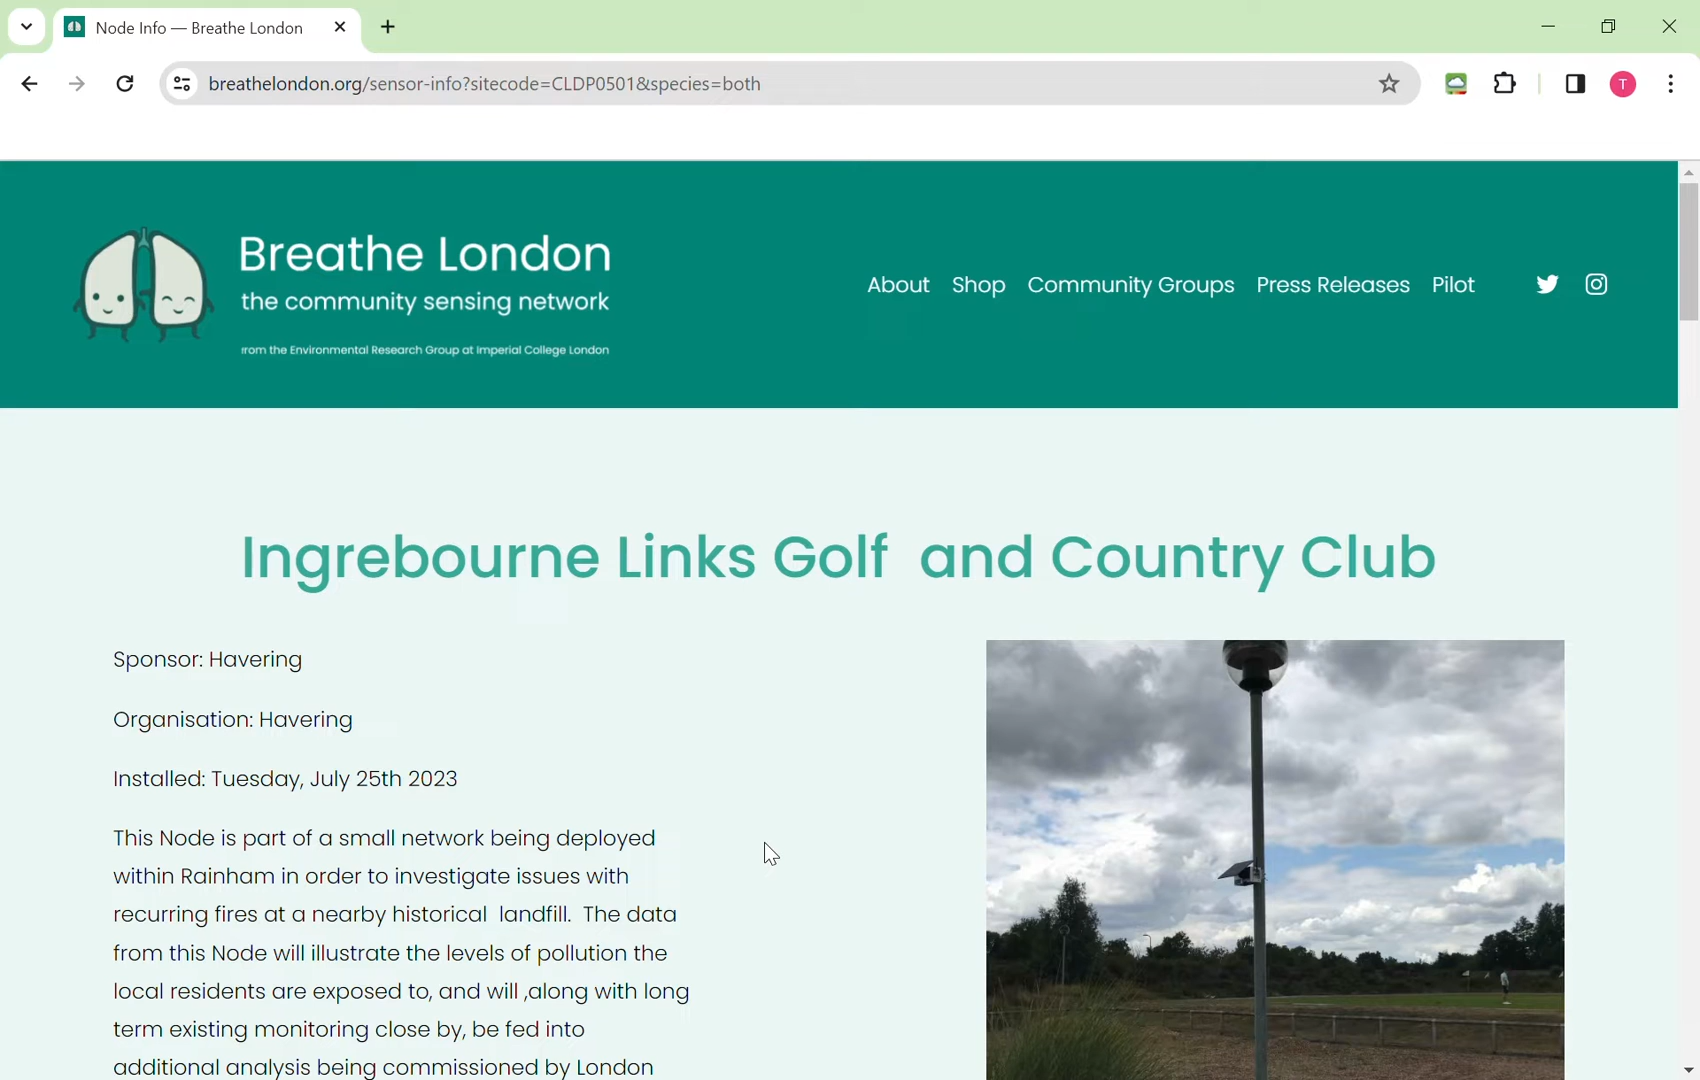 Node Info — Breathe London
breathelondon.org/sensor-info?sitecode=CLDP0501&species=both
T
Breathe London
the community sensing network
from the Environmental Research Group at Imperial College London
About Shop Community Groups Press Releases Pilot
Ingrebourne Links Golf and Country Club
Sponsor: Havering
Organisation: Havering
Installed: Tuesday, July 25th 2023
This Node is part of a small network being deployed
within Rainham in order to investigate issues with
recurring fires at a nearby historical landfill. The data
from this Node will illustrate the levels of pollution the
local residents are exposed to, and will ,along with long
term existing monitoring close by, be fed into
additional analysis being commissioned by London